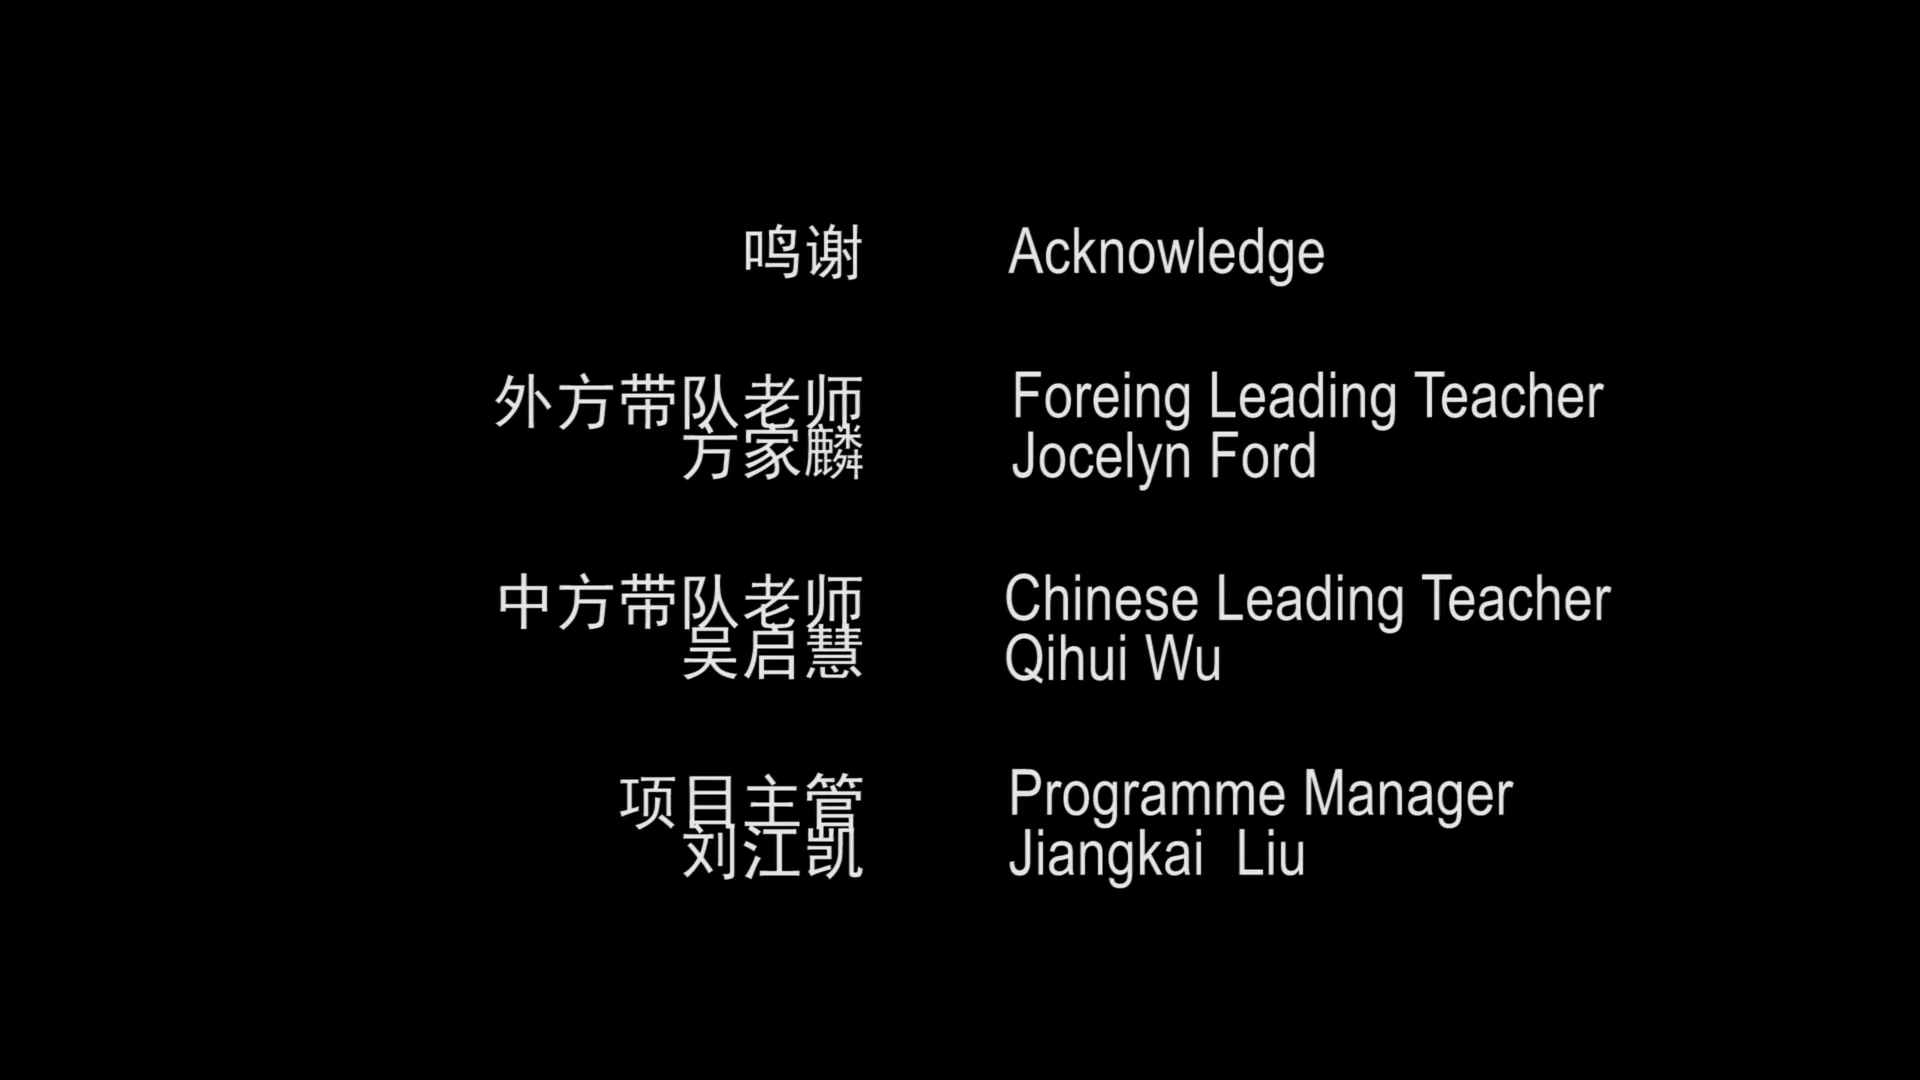 鸣谢 Acknowledge
外方带队老师 Foreing Leading Teacher
方家麟 Jocelyn Ford
中方带队老师 Chinese Leading Teacher
吴启慧 Qihui Wu
项目主管 Programme Manager
刘江凯 Jiangkai Liu